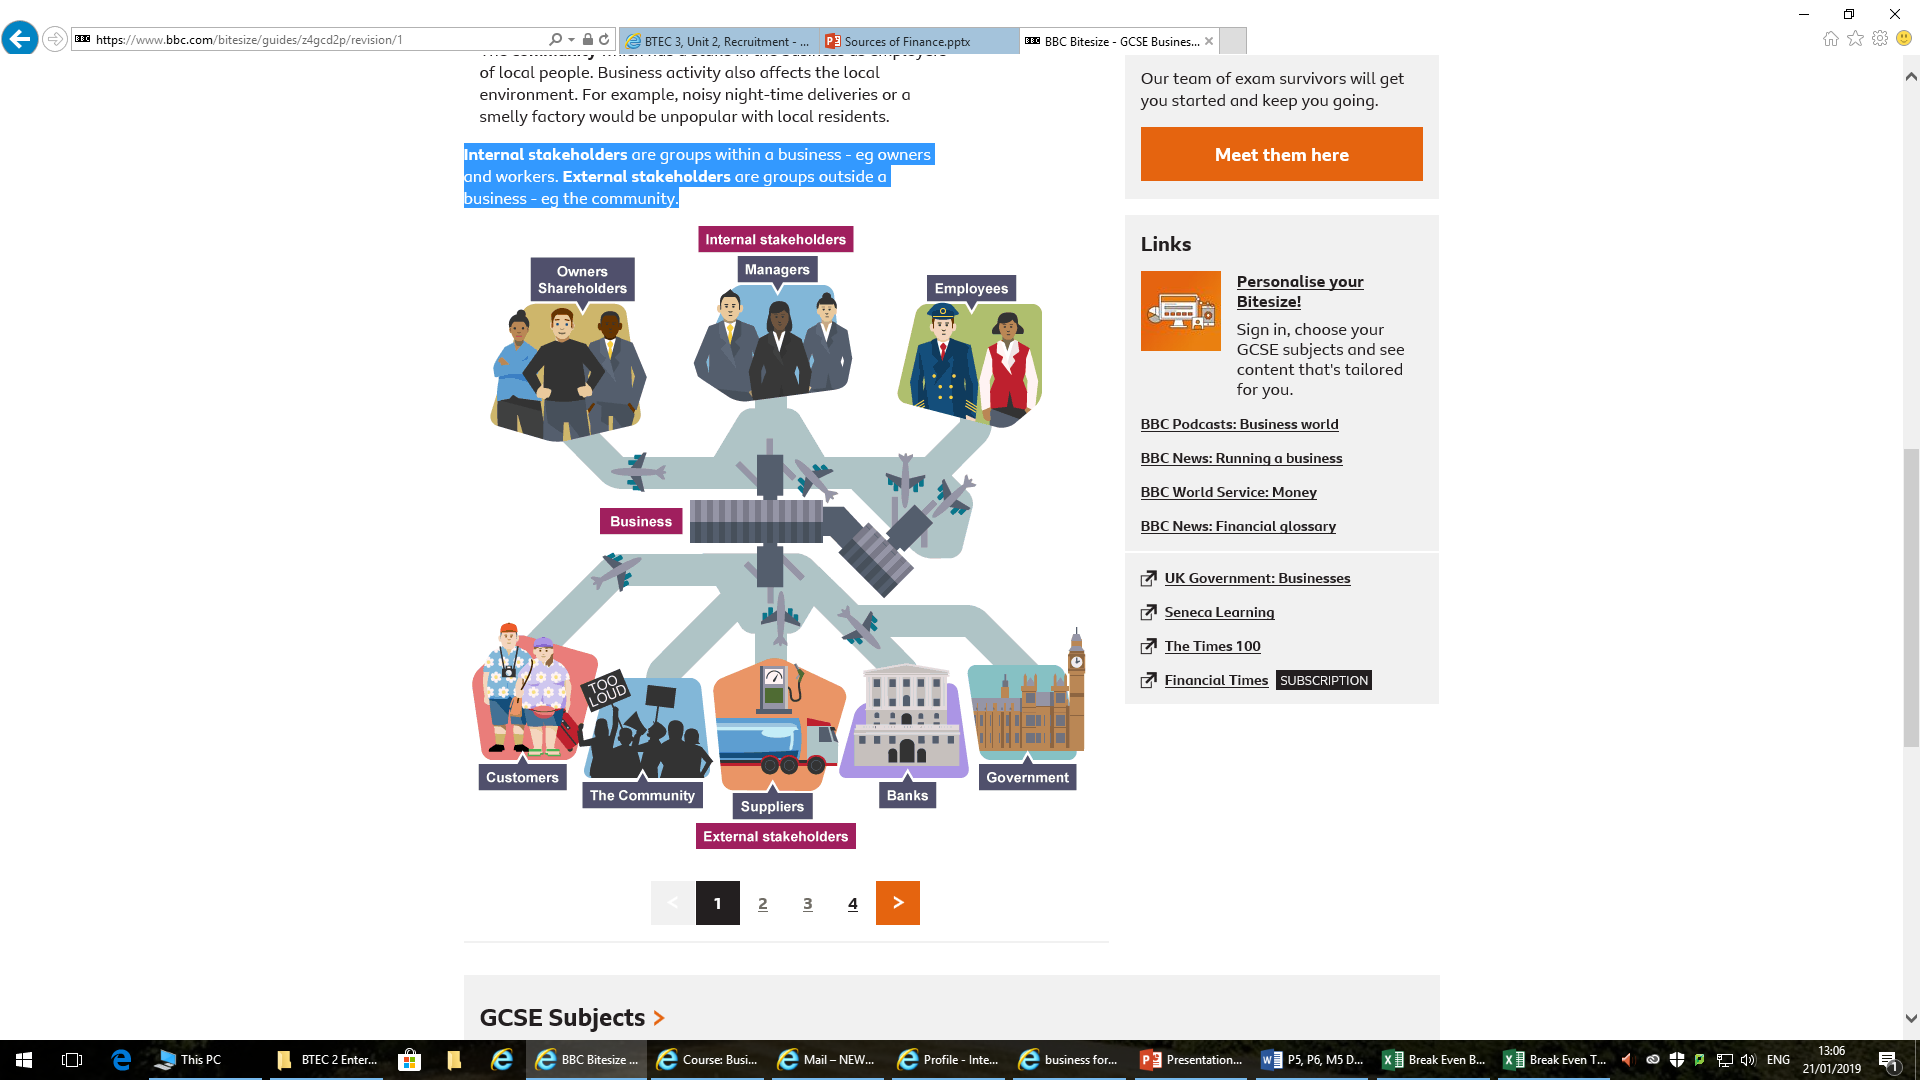 https://www.bbc.com/bitesize/guides/z4gcd2p/revision/1
BTEC 3, Unit 2, Recruitment - ...
Sources of Finance.pptx
BBC Bitesize - GCSE Busines...
of local people. Business activity also affects the local
environment. For example, noisy night-time deliveries or a
smelly factory would be unpopular with local residents.
Internal stakeholders are groups within a business - eg owners
and workers. External stakeholders are groups outside a
business - eg the community.
Internal stakeholders
Owners
Shareholders
Managers
Employees
Business
TOO
LOUD
Customers
The Community
Suppliers
Banks
Government
External stakeholders
< 1 2 3 4 >
GCSE Subjects >
Our team of exam survivors will get
you started and keep you going.
Meet them here
Links
Personalise your
Bitesize!
Sign in, choose your
GCSE subjects and see
content that's tailored
for you.
BBC Podcasts: Business world
BBC News: Running a business
BBC World Service: Money
BBC News: Financial glossary
UK Government: Businesses
Seneca Learning
The Times 100
Financial Times SUBSCRIPTION
This PC
BTEC 2 Enter...
BBC Bitesize ...
Course: Busi...
Mail – NEW...
Profile - Inte...
business for...
Presentation...
P5, P6, M5 D...
Break Even B...
Break Even T...
ENG
13:06
21/01/2019
1